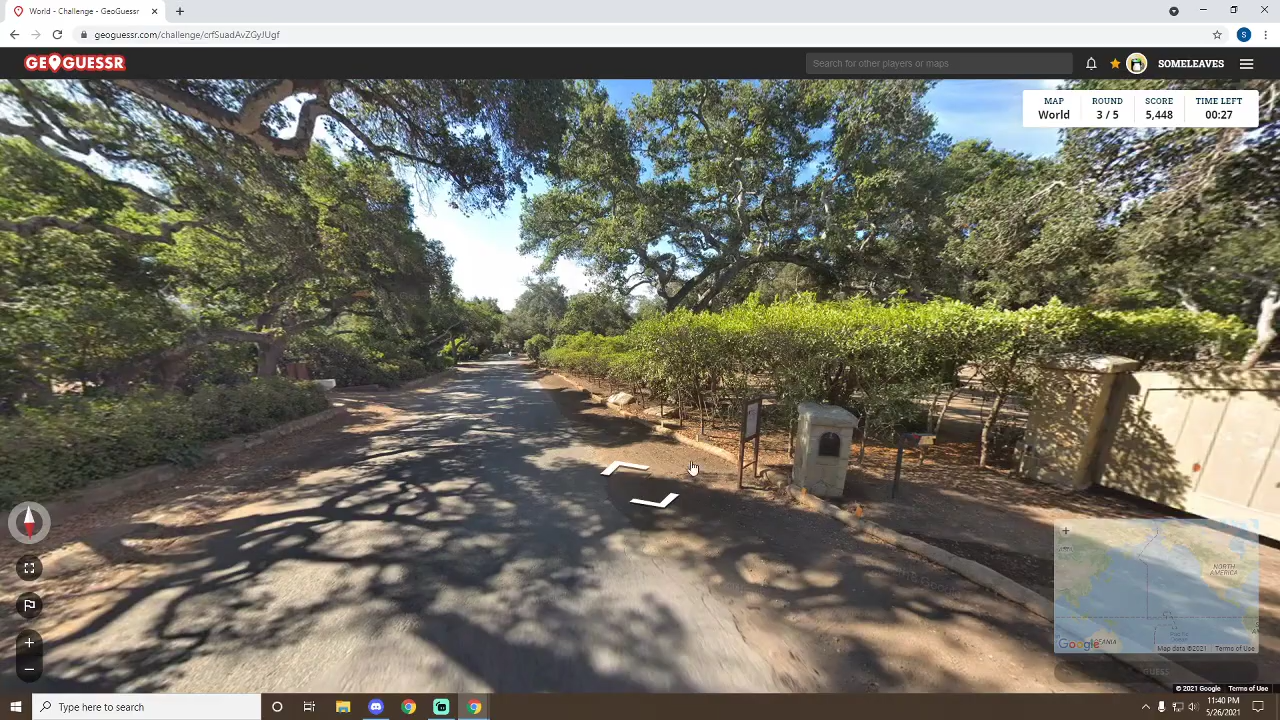 World - Challenge - GeoGuessr
geoguessr.com/challenge/crfSuadAvZGyJUgf
S
GEOGUESSR
Search for other players or maps
SOMELEAVES
MAP
World
ROUND
3 / 5
SCORE
5,448
TIME LEFT
00:27
NORTH
AMERICA
Google
Map data ©2021
Terms of Use
© 2021 Google
Terms of Use
Type here to search
11:40 PM
5/26/2021